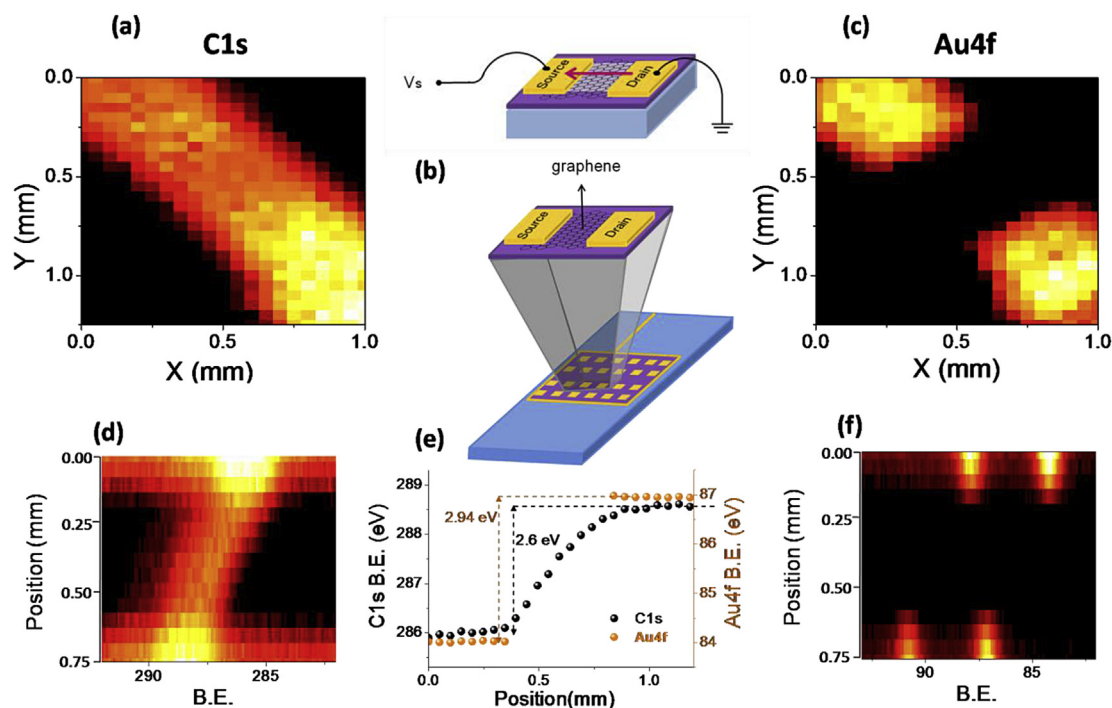 (a)
C1s
0.0
0.5
1.0
Y (mm)
0.0
0.5
1.0
X (mm)
Vs
Source
Drain
(b)
graphene
Source
Drain
(c)
Au4f
0.0
0.5
1.0
Y (mm)
0.0
0.5
1.0
X (mm)
(d)
0.00
0.25
0.50
0.75
Position (mm)
290
285
B.E.
(e)
289
288
287
286
C1s B.E. (eV)
2.94 eV
2.6 eV
C1s
Au4f
87
86
85
84
Au4f B.E. (eV)
0.0
0.5
1.0
Position(mm)
(f)
0.00
0.25
0.50
0.75
Position (mm)
90
85
B.E.